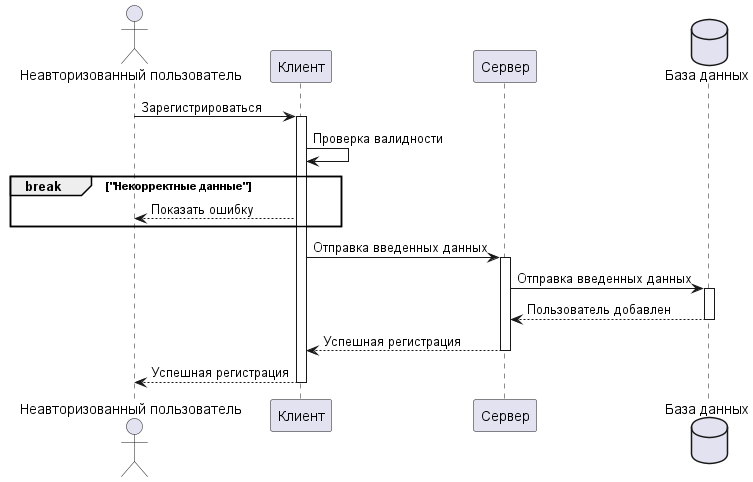 Неавторизованный пользователь
Клиент
Сервер
База данных
Зарегистрироваться
Проверка валидности
break
["Некорректные данные"]
Показать ошибку
Отправка введенных данных
Отправка введенных данных
Пользователь добавлен
Успешная регистрация
Успешная регистрация
Неавторизованный пользователь
Клиент
Сервер
База данных